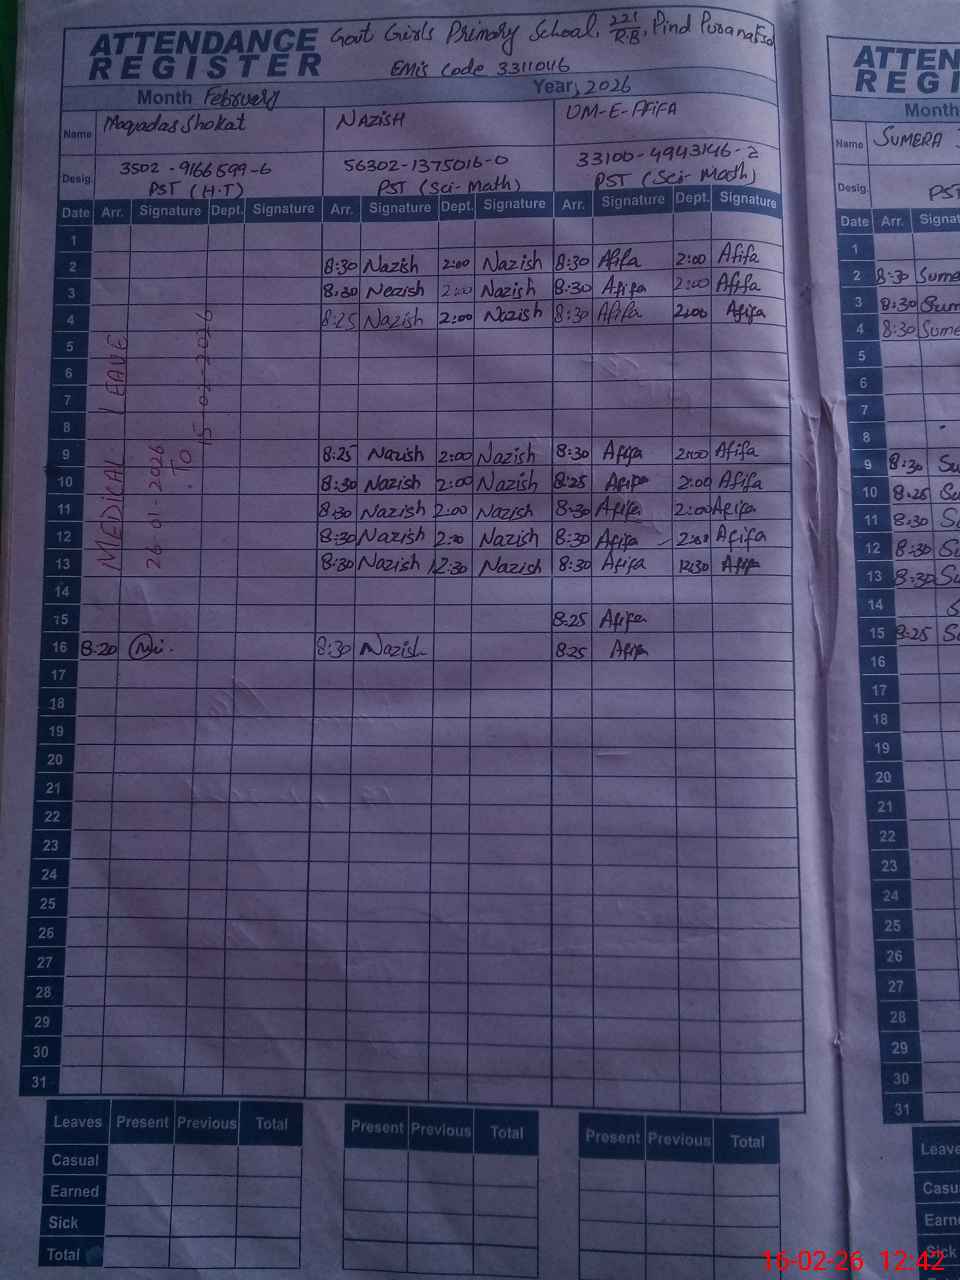 ATTENDANCE REGISTER
Govt Girls Primary School, 221 R.B, Pind Purana
EMis Code 3311046
Month February Year, 2026
Name Moqadas Shokat NAZISH UM-E-AFIFA
Desig. 3502-9166599-6 56302-1375016-0 33100-4943146-2
PST (H.T) PST (Sci-Math) PST (Sci-Math)
Date Arr. Signature Dept. Signature Arr. Signature Dept. Signature Arr. Signature Dept. Signature
1
2 8:30 Nazish 2:00 Nazish 8:30 Afifa 2:00 Afifa
3 8:30 Nazish 2:00 Nazish 8:30 Afifa 2:00 Afifa
4 8:25 Nazish 2:00 Nazish 8:30 Afifa 2:00 Afifa
5
6
7
8
9 8:25 Nazish 2:00 Nazish 8:30 Afifa 2:00 Afifa
10 8:30 Nazish 2:00 Nazish 8:25 Afifa 2:00 Afifa
11 8:30 Nazish 2:00 Nazish 8:30 Afifa 2:00 Afifa
12 8:30 Nazish 2:00 Nazish 8:30 Afifa 2:00 Afifa
13 8:30 Nazish 12:30 Nazish 8:30 Afifa 12:30 Afifa
14
15 8.25 Afifa
16 8:20 8:30 Nazish 8:25 Afifa
17
18
19
20
21
22
23
24
25
26
27
28
29
30
31
MEDICAL LEAVE
26-01-2026
TO
15-02-2026
Leaves Present Previous Total Present Previous Total Present Previous Total
Casual
Earned
Sick
Total
ATTEN
REGI
Month
Name SUMERA
Desig. PST
Date Arr. Signat
1
2 8:30 Sume
3 8:30 Sum
4 8:30 Sume
5
6
7
8
9 8:30 Su
10 8:25 Su
11 8:30 S
12 8:30 S
13 8:30 Su
14
15 8:25 S
16
17
18
19
20
21
22
23
24
25
26
27
28
29
30
31
Leave
Casu
Earn
Sick
16-02-26 12:42